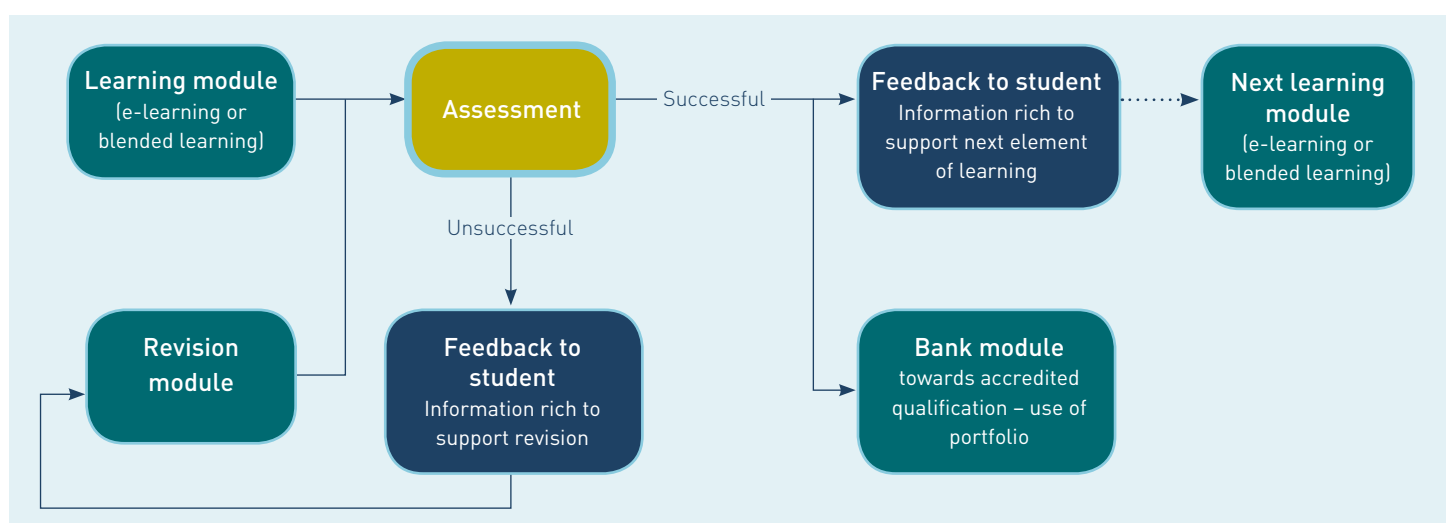 Learning module
(e-learning or
blended learning)
Assessment
Successful
Feedback to student
Information rich to
support next element
of learning
Next learning
module
(e-learning or
blended learning)
Unsuccessful
Revision
module
Feedback to
student
Information rich to
support revision
Bank module
towards accredited
qualification – use of
portfolio